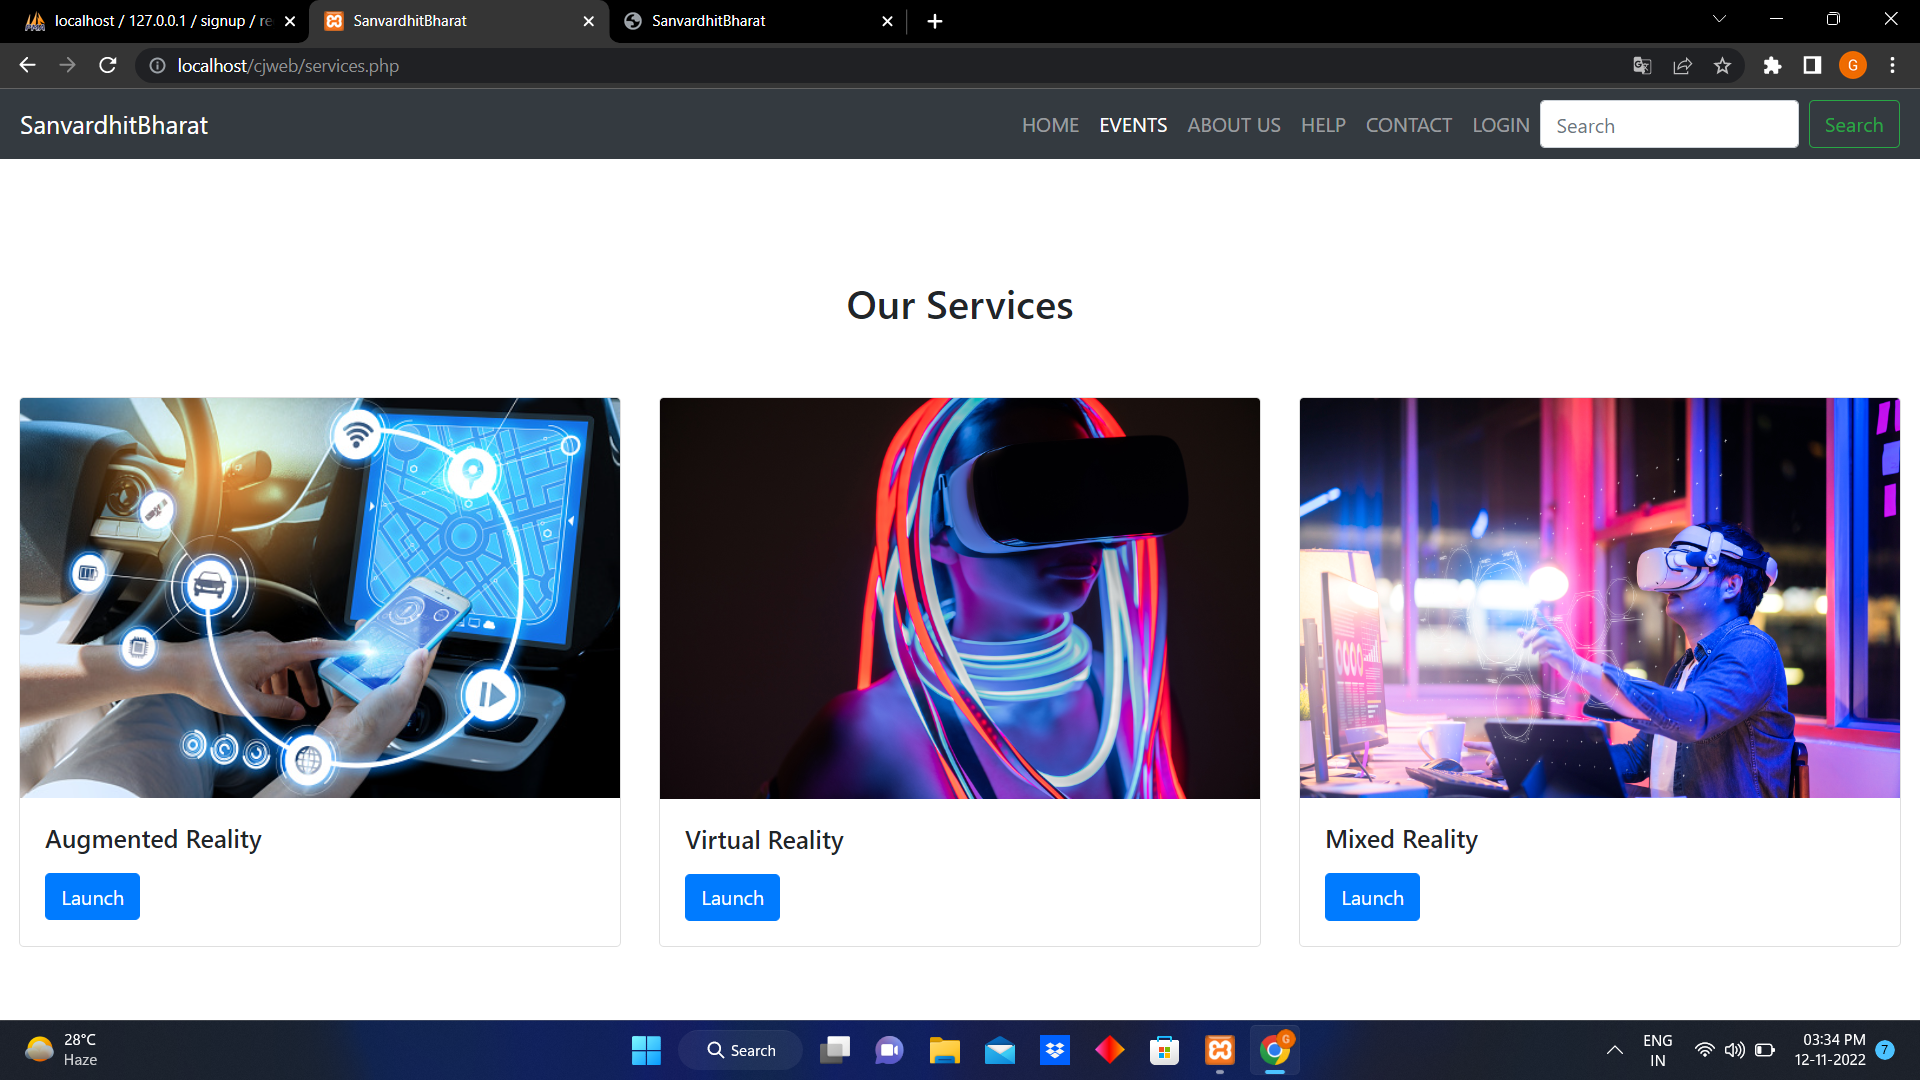 localhost / 127.0.0.1 / signup / re
SanvardhitBharat
SanvardhitBharat
localhost/cjweb/services.php
G
SanvardhitBharat
HOME EVENTS ABOUT US HELP CONTACT LOGIN Search Search
Our Services
Augmented Reality
Launch
Virtual Reality
Launch
Mixed Reality
Launch
28°C
Haze
Search
G
ENG
IN
03:34 PM
12-11-2022
7